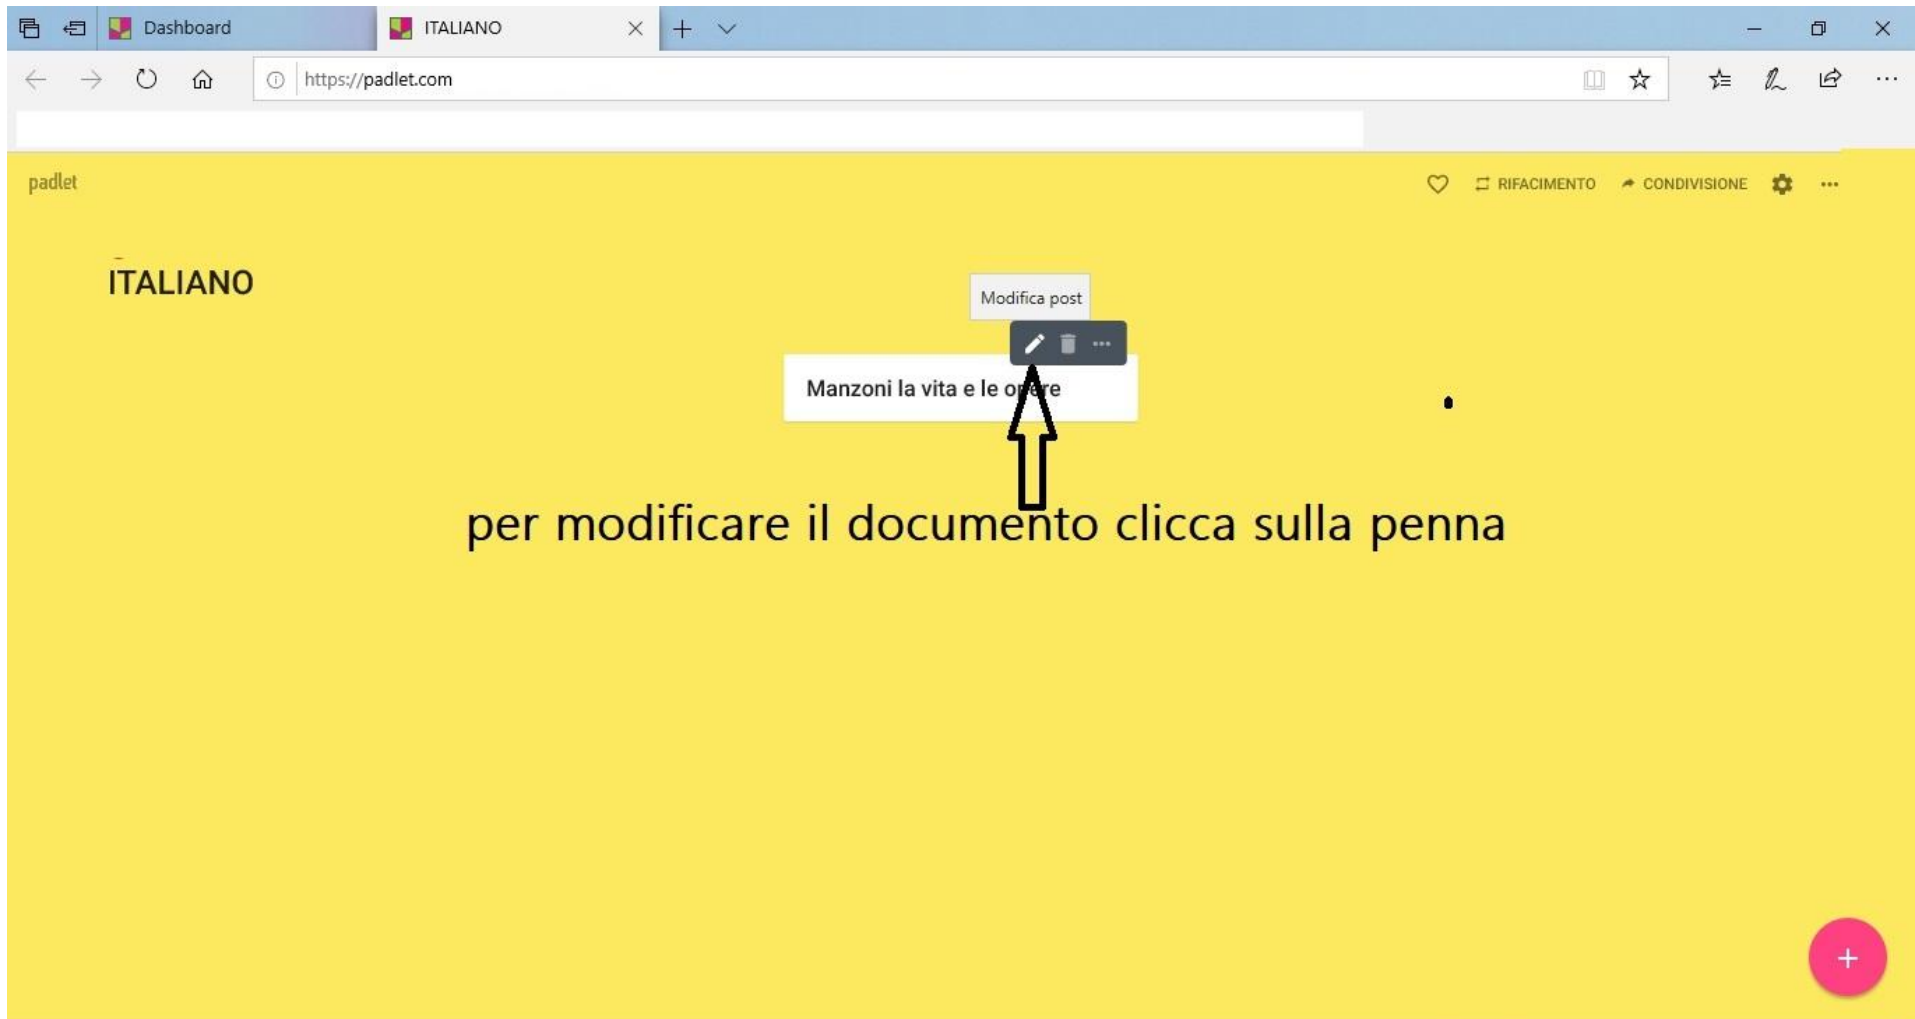 Dashboard
ITALIANO
https://padlet.com
padlet
RIFACIMENTO
CONDIVISIONE
ITALIANO
Modifica post
Manzoni la vita e le opere
per modificare il documento clicca sulla penna